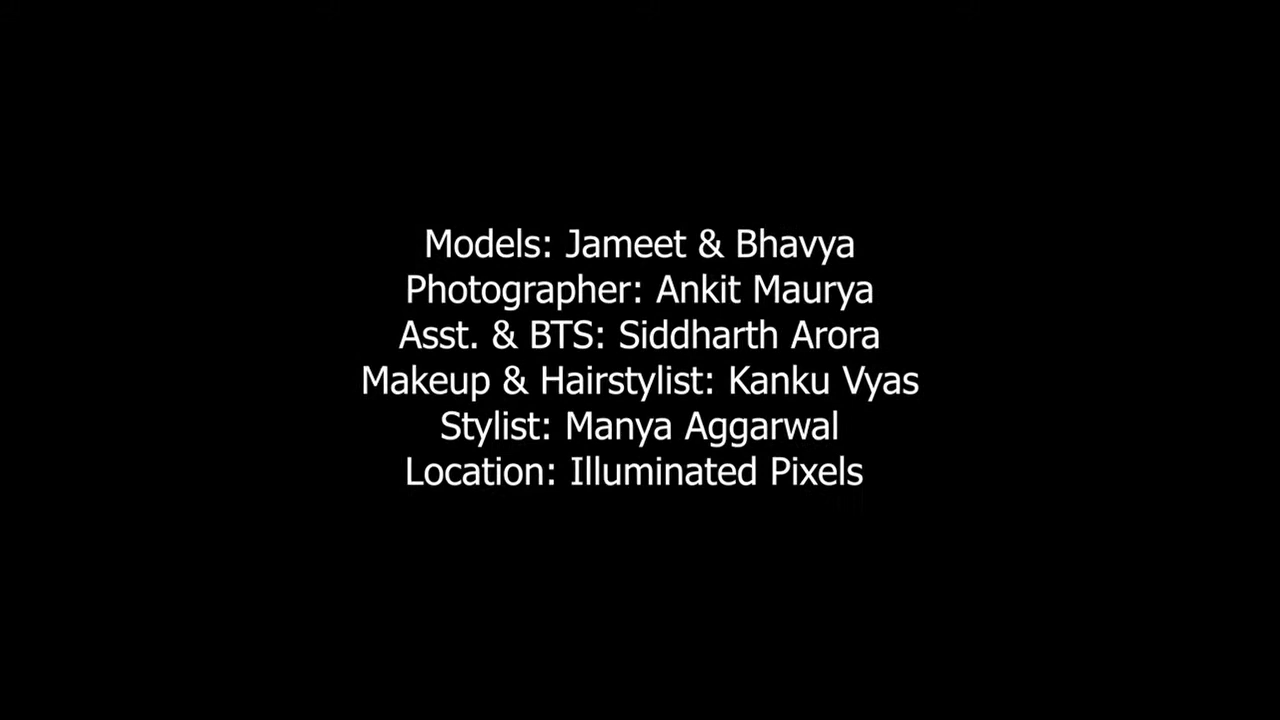 Models: Jameet & Bhavya
Photographer: Ankit Maurya
Asst. & BTS: Siddharth Arora
Makeup & Hairstylist: Kanku Vyas
Stylist: Manya Aggarwal
Location: Illuminated Pixels